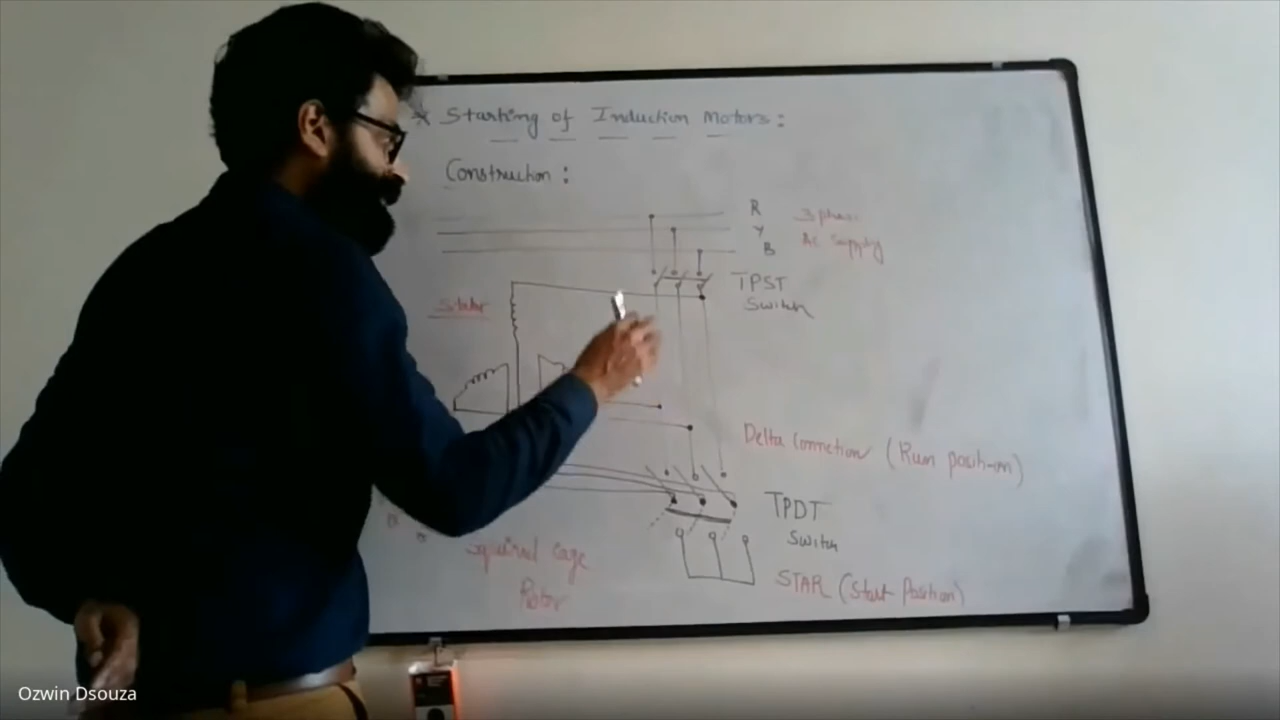 * Starting of Induction Motors:
Construction:
R
Y
B
3 phase
AC Supply
TPST
Switch
Stator
Delta Connection (Run position)
TPDT
Switch
STAR (Start Position)
Squirrel Cage
Rotor
Ozwin Dsouza